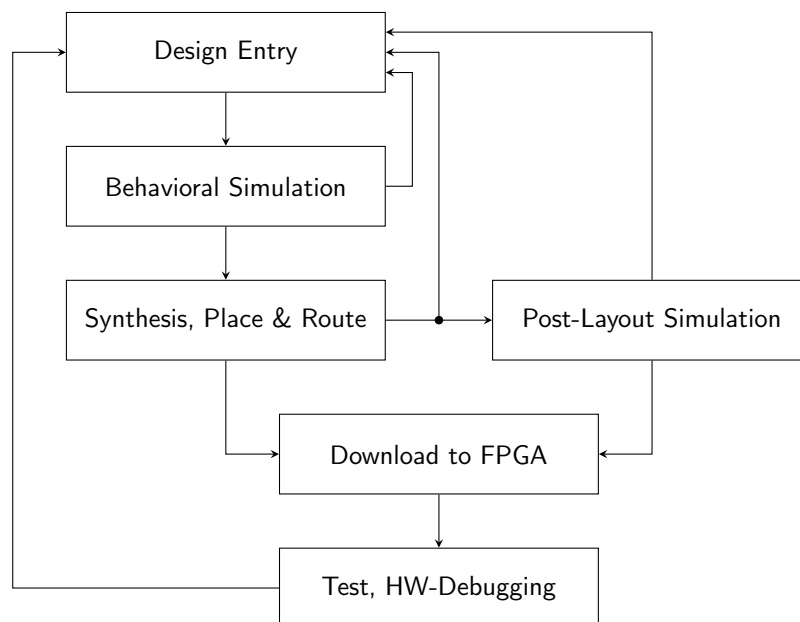 Design Entry
Behavioral Simulation
Synthesis, Place & Route
Post-Layout Simulation
Download to FPGA
Test, HW-Debugging